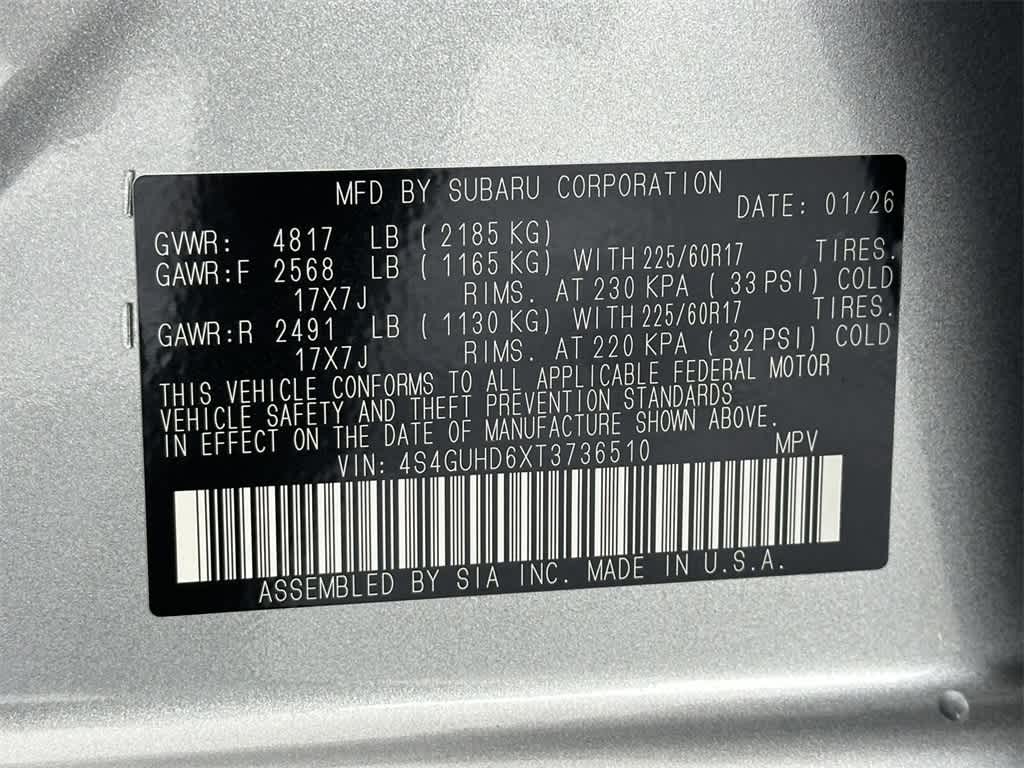 MFD BY SUBARU CORPORATION
DATE: 01/26
GVWR: 4817 LB ( 2185 KG)
GAWR:F 2568 LB ( 1165 KG) WITH 225/60R17 TIRES.
17X7J RIMS. AT 230 KPA ( 33 PSI) COLD
GAWR:R 2491 LB ( 1130 KG) WITH 225/60R17 TIRES.
17X7J RIMS. AT 220 KPA ( 32 PSI) COLD
THIS VEHICLE CONFORMS TO ALL APPLICABLE FEDERAL MOTOR
VEHICLE SAFETY AND THEFT PREVENTION STANDARDS
IN EFFECT ON THE DATE OF MANUFACTURE SHOWN ABOVE.
VIN: 4S4GUHD6XT3736510 MPV
ASSEMBLED BY SIA INC. MADE IN U.S.A.